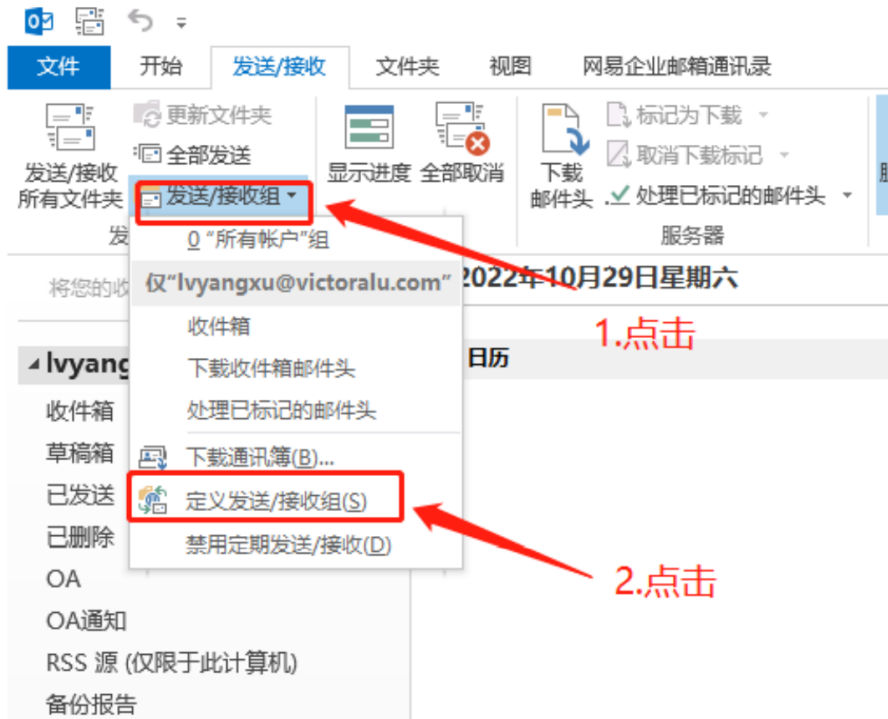 文件 开始 发送/接收 文件夹 视图 网易企业邮箱通讯录
更新文件夹
标记为下载
全部发送
取消下载标记
发送/接收
所有文件夹
显示进度 全部取消
下载
邮件头
发送/接收组
处理已标记的邮件头
发
服务器
0 “所有帐户”组
将您的收
仅“lvyangxu@victoralu.com”
2022年10月29日星期六
收件箱
1.点击
日历
下载收件箱邮件头
lvyang
处理已标记的邮件头
收件箱
草稿箱
下载通讯簿(B)...
已发送
定义发送/接收组(S)
已删除
禁用定期发送/接收(D)
2.点击
OA
OA通知
RSS 源 (仅限于此计算机)
备份报告